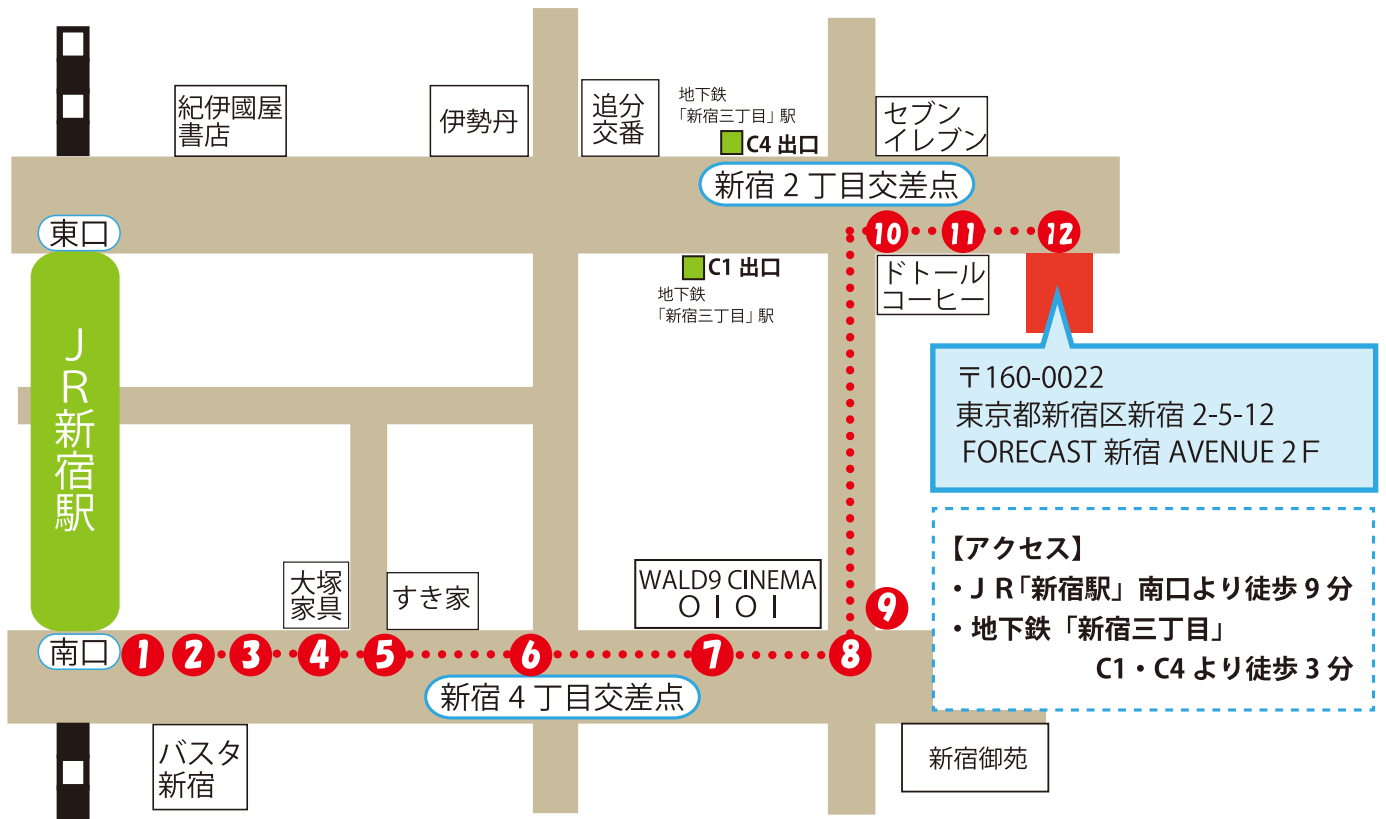 紀伊國屋
書店
伊勢丹
追分
交番
地下鉄
「新宿三丁目」駅
C4 出口
セブン
イレブン
新宿 2 丁目交差点
東口
10
11
12
C1 出口
地下鉄
「新宿三丁目」駅
ドトール
コーヒー
JR新宿駅
〒160-0022
東京都新宿区新宿 2-5-12
FORECAST 新宿 AVENUE 2F
【アクセス】
・JR「新宿駅」南口より徒歩 9 分
・地下鉄「新宿三丁目」
C1・C4 より徒歩 3 分
大塚
家具
すき家
WALD9 CINEMA
O I O I
9
南口
1
2
3
4
5
6
7
8
新宿 4 丁目交差点
バスタ
新宿
新宿御苑